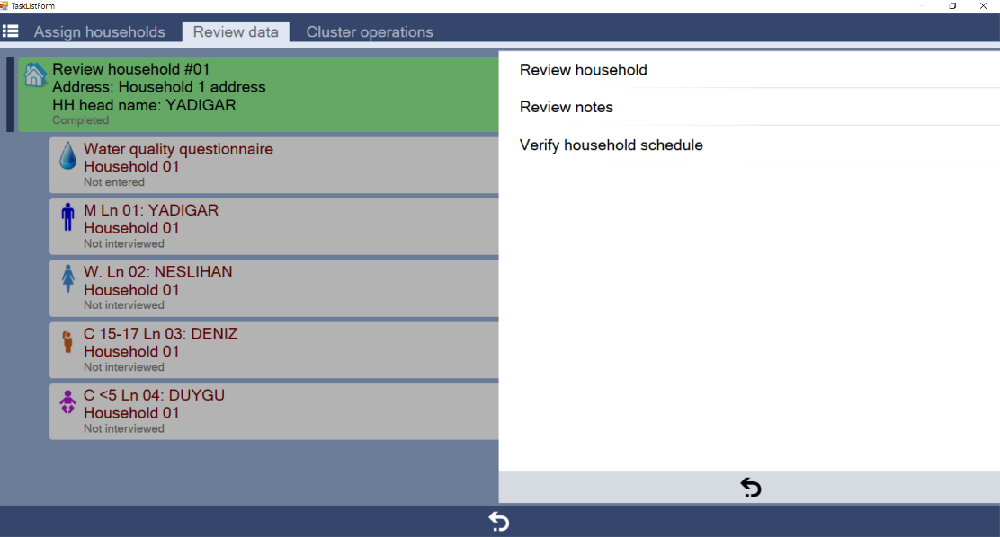 TaskListForm
Assign households
Review data
Cluster operations
Review household #01
Address: Household 1 address
HH head name: YADIGAR
Completed
Water quality questionnaire
Household 01
Not entered
M Ln 01: YADIGAR
Household 01
Not interviewed
W. Ln 02: NESLIHAN
Household 01
Not interviewed
C 15-17 Ln 03: DENIZ
Household 01
Not interviewed
C <5 Ln 04: DUYGU
Household 01
Not interviewed
Review household
Review notes
Verify household schedule